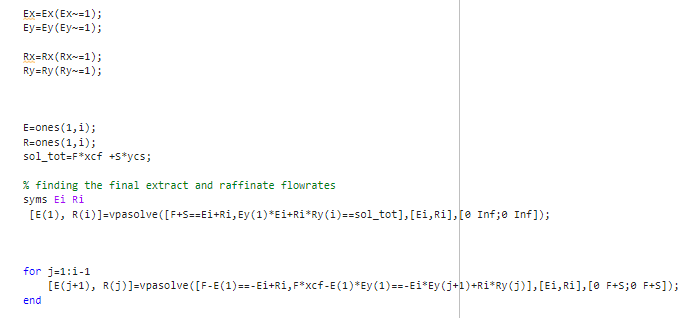 Ex=Ex(Ex~=1);
Ey=Ey(Ey~=1);
Rx=Rx(Rx~=1);
Ry=Ry(Ry~=1);
E=ones(1,i);
R=ones(1,i);
sol_tot=F*xcf +S*ycs;
% finding the final extract and raffinate flowrates
syms Ei Ri
[E(1), R(i)]=vpasolve([F+S==Ei+Ri,Ey(1)*Ei+Ri*Ry(i)==sol_tot],[Ei,Ri],[0 Inf;0 Inf]);
for j=1:i-1
[E(j+1), R(j)]=vpasolve([F-E(1)==-Ei+Ri,F*xcf-E(1)*Ey(1)==-Ei*Ey(j+1)+Ri*Ry(j)],[Ei,Ri],[0 F+S;0 F+S]);
end